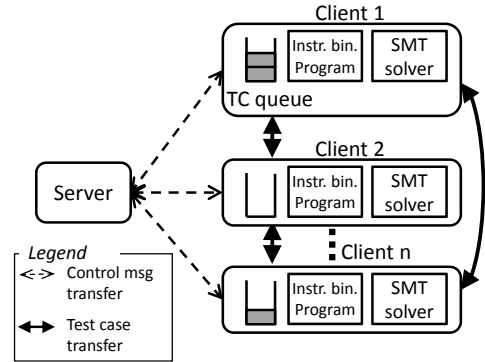 Client 1
Instr. bin.
Program
SMT
solver
TC queue
Client 2
Server
Instr. bin.
Program
SMT
solver
Client n
Instr. bin.
Program
SMT
solver
Legend
Control msg
transfer
Test case
transfer